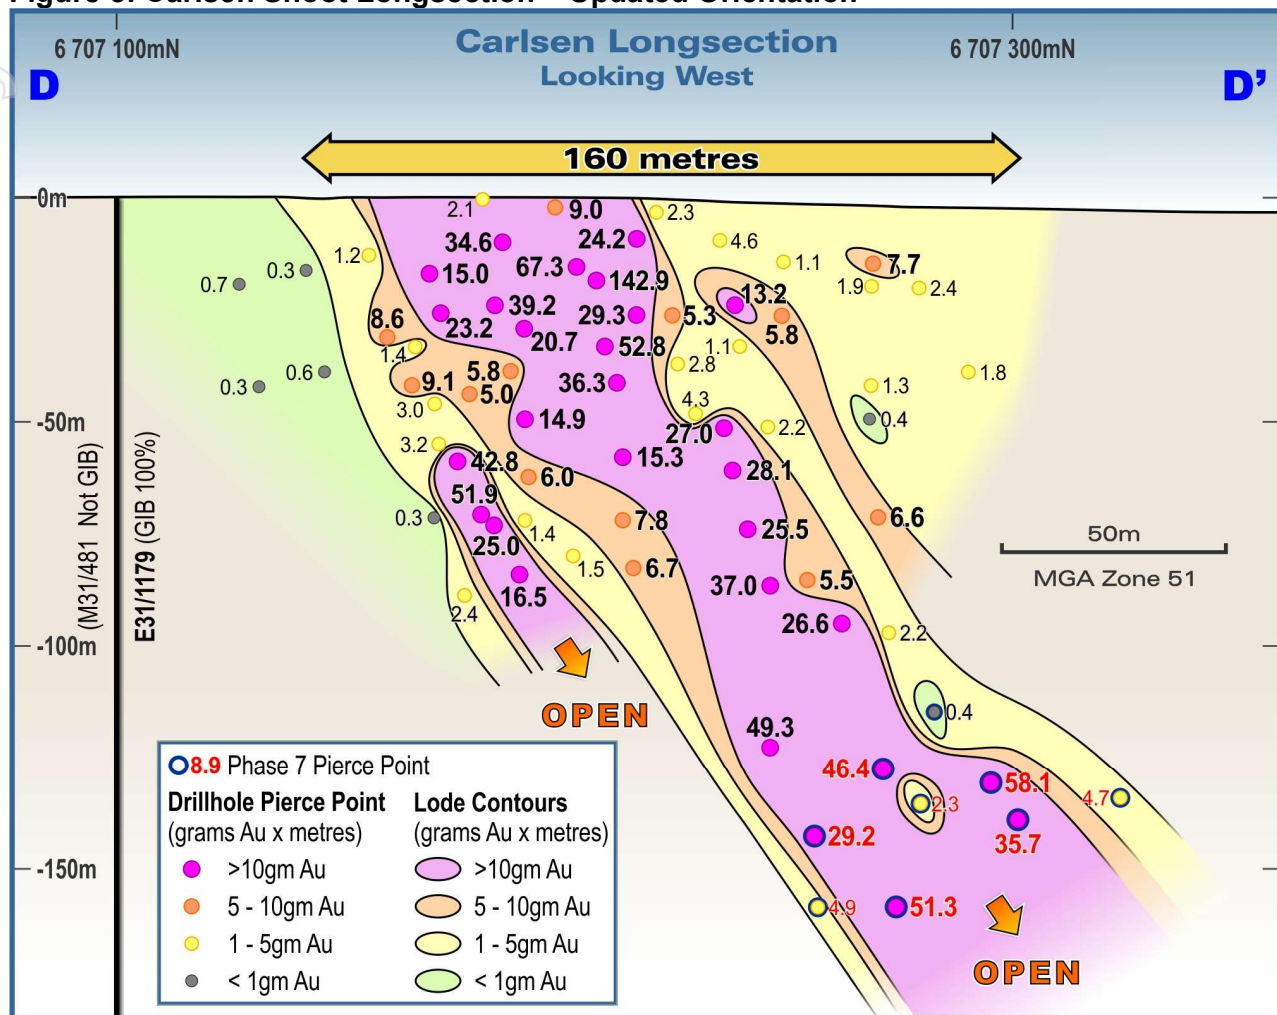 Figure 3: Carlsen Shoot Longsection – Updated Orientation
6 707 100mN
Carlsen Longsection
6 707 300mN
Looking West
D
D’
160 metres
0m
2.1
9.0
2.3
34.6
24.2
4.6
1.2
67.3
1.1
7.7
0.7
0.3
15.0
142.9
1.9
2.4
13.2
39.2
29.3
5.3
8.6
23.2
20.7
52.8
5.8
1.4
1.1
2.8
0.3
0.6
9.1
5.8
5.0
36.3
1.3
1.8
3.0
4.3
0.4
-50m
14.9
27.0
2.2
3.2
42.8
6.0
15.3
28.1
51.9
0.3
25.0
1.4
7.8
25.5
6.6
50m
MGA Zone 51
1.5
6.7
16.5
37.0
5.5
2.4
26.6
2.2
(M31/481 Not GIB)
E31/1179 (GIB 100%)
-100m
OPEN
0.4
49.3
46.4
58.1
4.7
2.3
29.2
35.7
-150m
4.9
51.3
OPEN
8.9 Phase 7 Pierce Point
Drillhole Pierce Point
(grams Au x metres)
>10gm Au
5 - 10gm Au
1 - 5gm Au
< 1gm Au
Lode Contours
(grams Au x metres)
>10gm Au
5 - 10gm Au
1 - 5gm Au
< 1gm Au